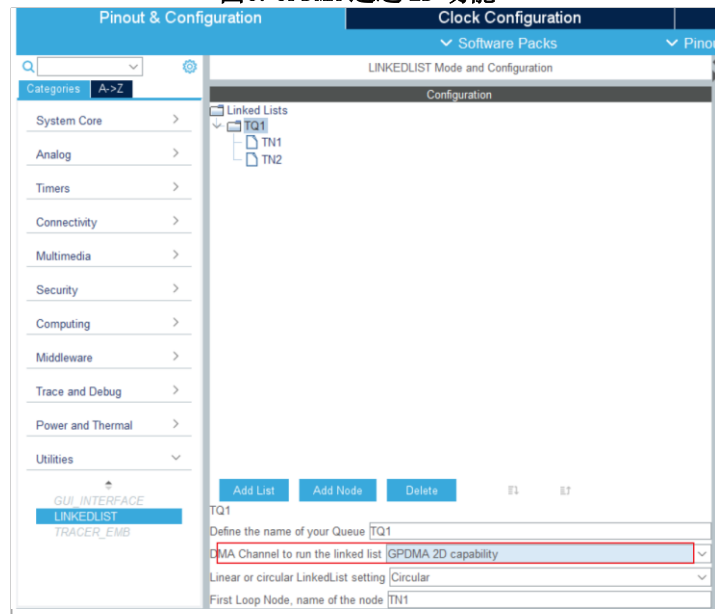 Pinout & Configuration
Clock Configuration
Software Packs
Pinou
LINKEDLIST Mode and Configuration
Categories
A->Z
Configuration
System Core
Analog
Timers
Connectivity
Multimedia
Security
Computing
Middleware
Trace and Debug
Power and Thermal
Utilities
GUI_INTERFACE
LINKEDLIST
TRACER_EMB
Linked Lists
TQ1
TN1
TN2
Add List
Add Node
Delete
TQ1
Define the name of your Queue TQ1
DMA Channel to run the linked list GPDMA 2D capability
Linear or circular LinkedList setting Circular
First Loop Node, name of the node TN1